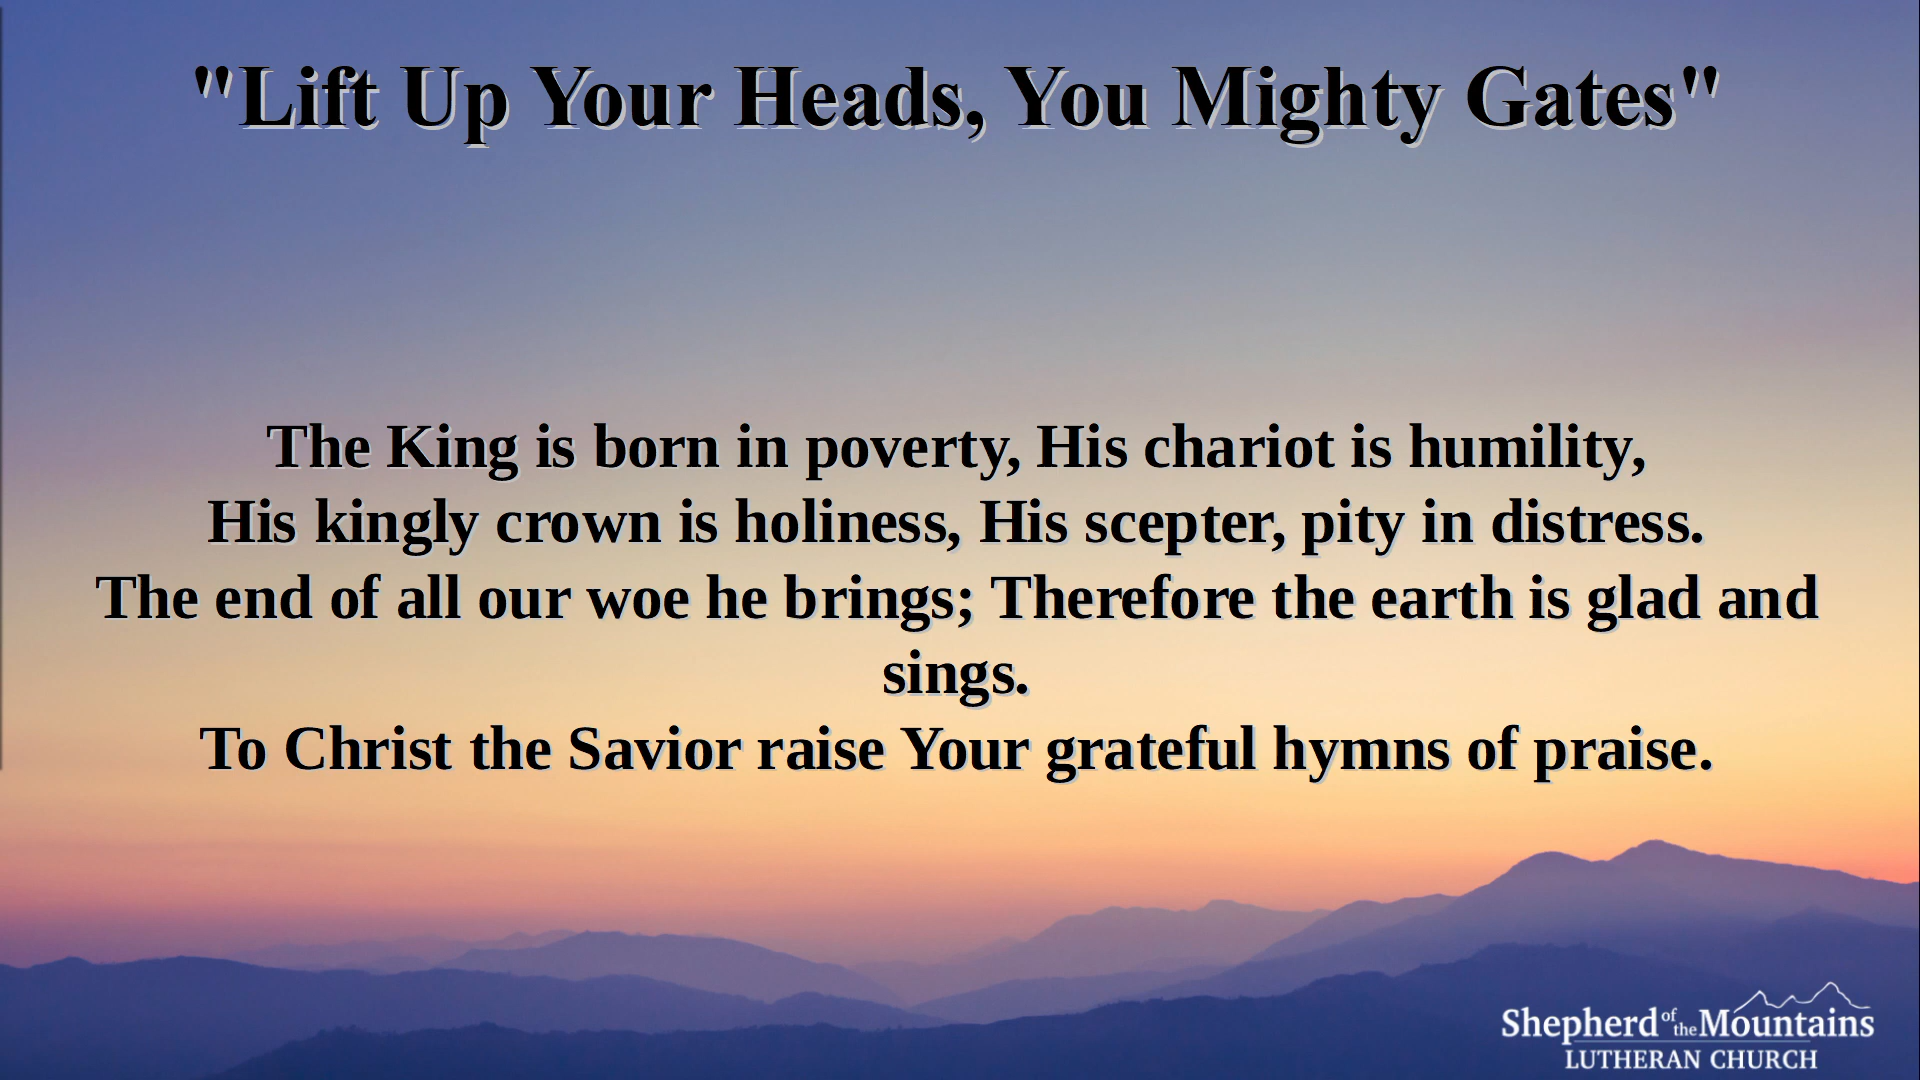 "Lift Up Your Heads, You Mighty Gates"
The King is born in poverty, His chariot is humility,
His kingly crown is holiness, His scepter, pity in distress.
The end of all our woe he brings; Therefore the earth is glad and
sings.
To Christ the Savior raise Your grateful hymns of praise.
Shepherd of the Mountains
LUTHERAN CHURCH